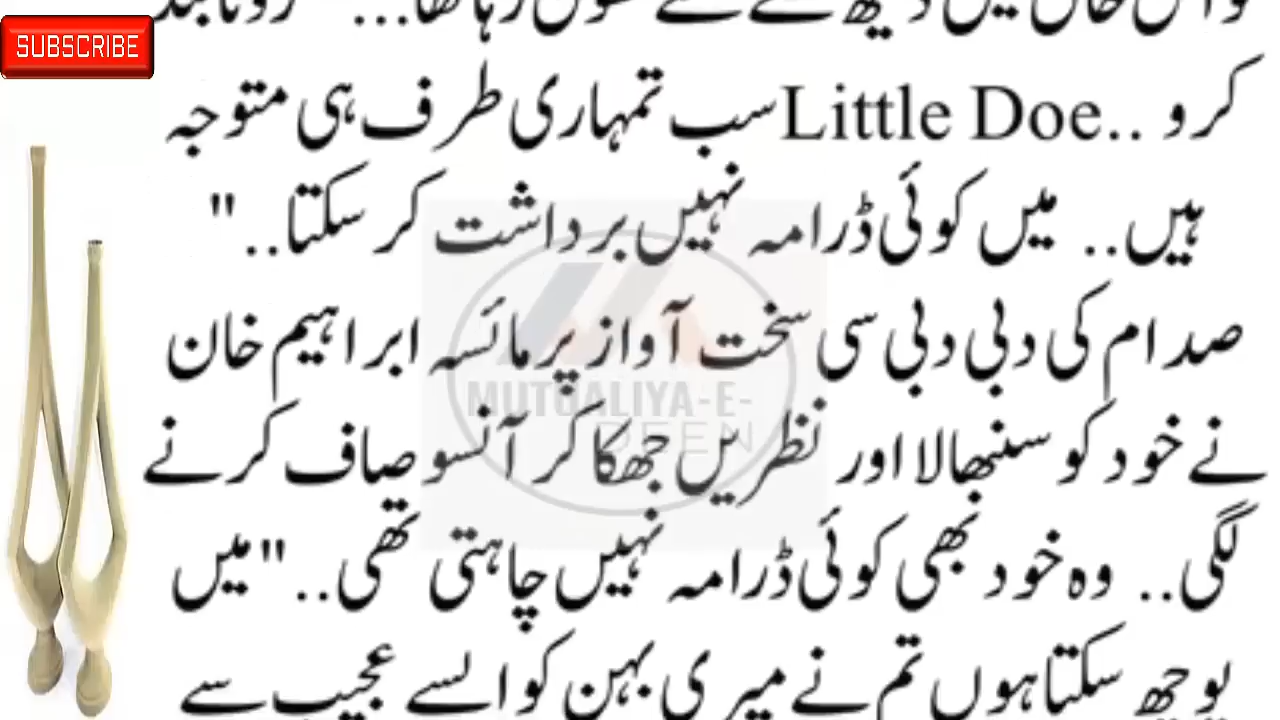 SUBSCRIBE
کرو ..Little Doe سب تمہاری طرف ہی متوجہ
ہیں.. میں کوئی ڈرامہ نہیں برداشت کر سکتا.."
صدام کی دبی دبی سی سخت آواز پر مائسہ ابراہیم خان
نے خود کو سنبھالا اور نظریں جھکا کر آنسو صاف کرنے
لگی.. وہ خود بھی کوئی ڈرامہ نہیں چاہتی تھی.. "میں
پوچھ سکتا ہوں تم نے میری بہن کو ایسے عجیب سے
MUTUALIYA-E-
DEEN